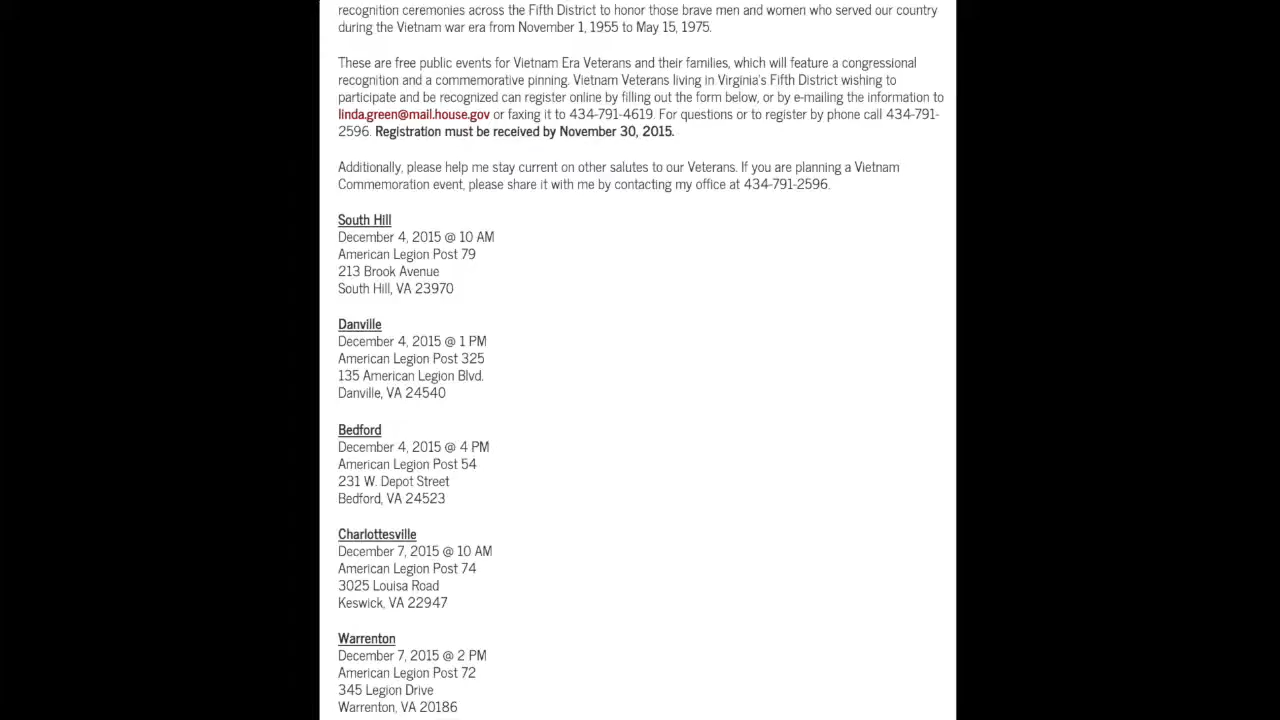 recognition ceremonies across the Fifth District to honor those brave men and women who served our country
during the Vietnam war era from November 1, 1955 to May 15, 1975.
These are free public events for Vietnam Era Veterans and their families, which will feature a congressional
recognition and a commemorative pinning. Vietnam Veterans living in Virginia's Fifth District wishing to
participate and be recognized can register online by filling out the form below, or by e-mailing the information to
linda.green@mail.house.gov or faxing it to 434-791-4619. For questions or to register by phone call 434-791-
2596. Registration must be received by November 30, 2015.
Additionally, please help me stay current on other salutes to our Veterans. If you are planning a Vietnam
Commemoration event, please share it with me by contacting my office at 434-791-2596.
South Hill
December 4, 2015 @ 10 AM
American Legion Post 79
213 Brook Avenue
South Hill, VA 23970
Danville
December 4, 2015 @ 1 PM
American Legion Post 325
135 American Legion Blvd.
Danville, VA 24540
Bedford
December 4, 2015 @ 4 PM
American Legion Post 54
231 W. Depot Street
Bedford, VA 24523
Charlottesville
December 7, 2015 @ 10 AM
American Legion Post 74
3025 Louisa Road
Keswick, VA 22947
Warrenton
December 7, 2015 @ 2 PM
American Legion Post 72
345 Legion Drive
Warrenton, VA 20186